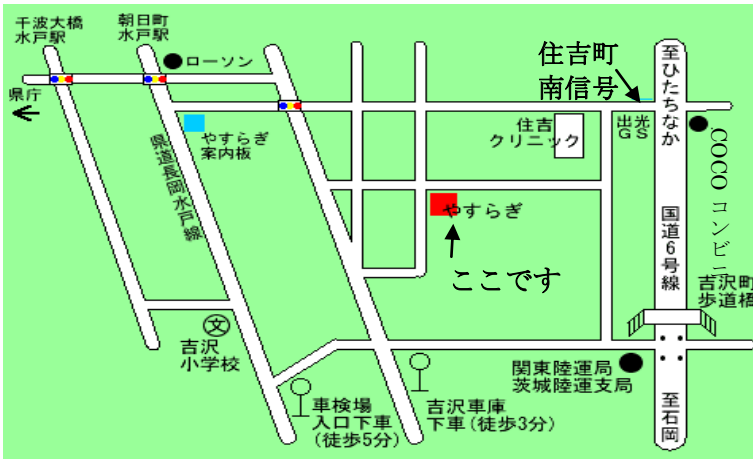 千波大橋
水戸駅
朝日町
水戸駅
ローソン
県庁
やすらぎ
案内板
県道長岡水戸線
住吉町
南信号
住吉
クリニック
出光
GS
至ひたちなか
COCO コンビニ
国道6号線
やすらぎ
ここです
吉沢町
歩道橋
文
吉沢
小学校
車検場
入口下車
(徒歩5分)
吉沢車庫
下車(徒歩3分)
関東陸運局
茨城陸運支局
至石岡